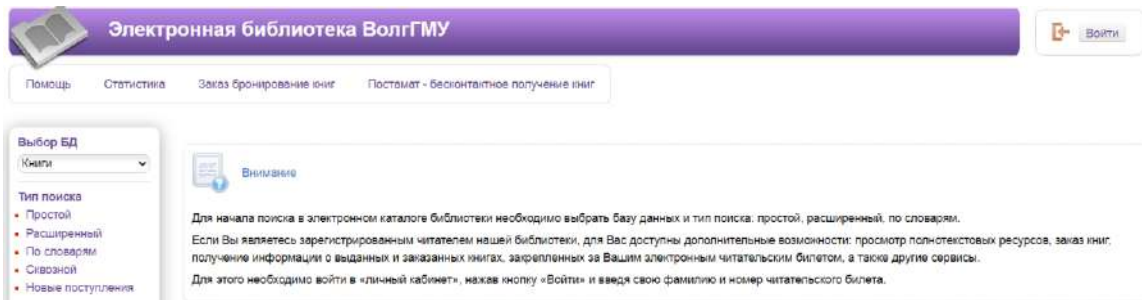 Электронная библиотека ВолгГМУ
Войти
Помощь Статистика Заказ бронирование книг Постамат - бесконтактное получение книг
Выбор БД
Книги
Тип поиска
Простой
Расширенный
По словарям
Сквозной
Новые поступления
Внимание
Для начала поиска в электронном каталоге библиотеки необходимо выбрать базу данных и тип поиска: простой, расширенный, по словарям.
Если Вы являетесь зарегистрированным читателем нашей библиотеки, для Вас доступны дополнительные возможности: просмотр полнотекстовых ресурсов, заказ книг,
получение информации о выданных и заказанных книгах, закрепленных за Вашим электронным читательским билетом, а также другие сервисы.
Для этого необходимо войти в «личный кабинет», нажав кнопку «Войти» и введя свою фамилию и номер читательского билета.